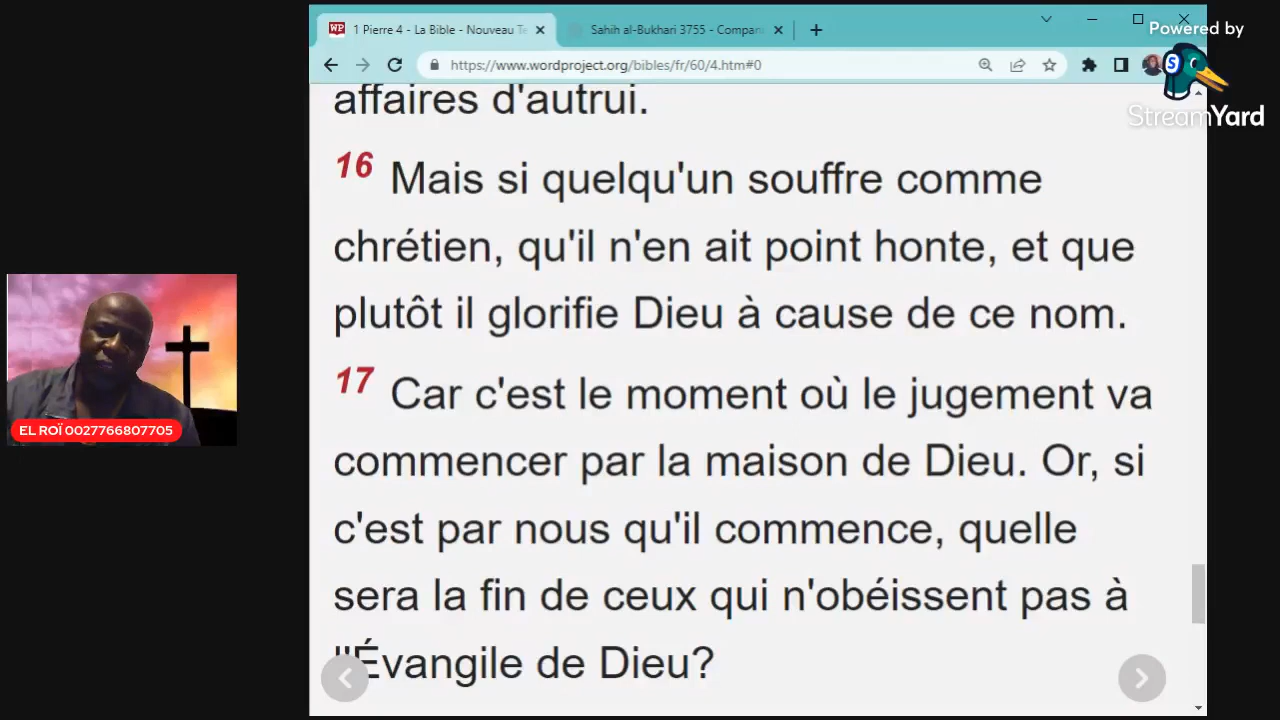 1 Pierre 4 - La Bible - Nouveau Te
Sahih al-Bukhari 3755 - Compani
https://www.wordproject.org/bibles/fr/60/4.htm#0
Powered by
StreamYard
affaires d'autrui.
16 Mais si quelqu'un souffre comme
chrétien, qu'il n'en ait point honte, et que
plutôt il glorifie Dieu à cause de ce nom.
17 Car c'est le moment où le jugement va
commencer par la maison de Dieu. Or, si
c'est par nous qu'il commence, quelle
sera la fin de ceux qui n'obéissent pas à
l'Évangile de Dieu?
EL ROÏ 0027766807705